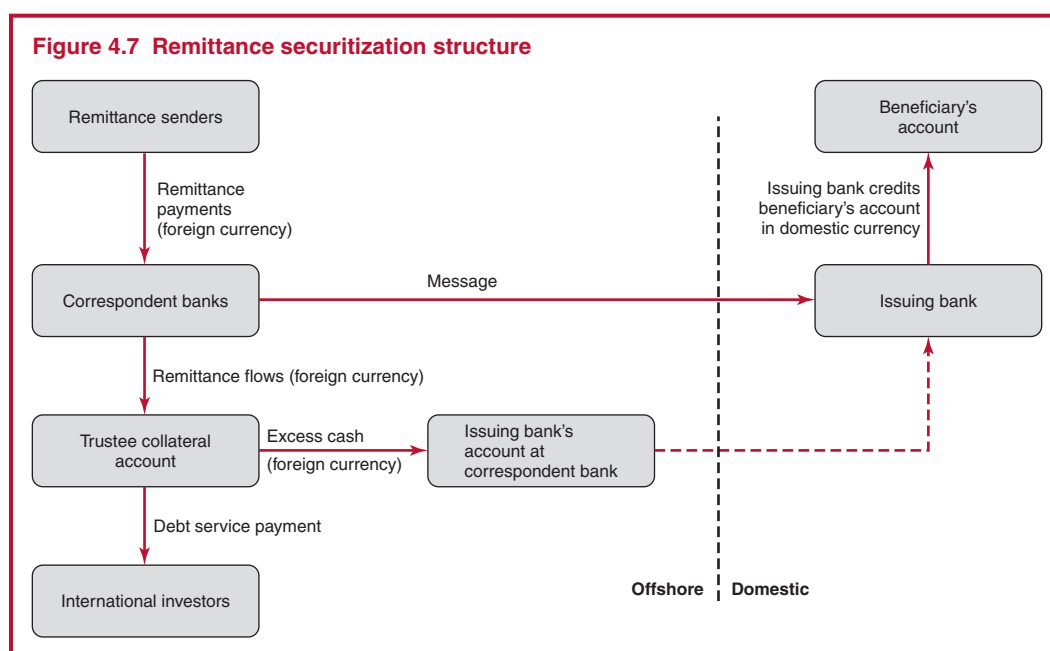 Figure 4.7 Remittance securitization structure
Remittance senders
Beneficiary's
account
Remittance
payments
(foreign currency)
Issuing bank credits
beneficiary's account
in domestic currency
Correspondent banks
Message
Issuing bank
Remittance flows (foreign currency)
Trustee collateral
account
Excess cash
(foreign currency)
Issuing bank's
account at
correspondent bank
Debt service payment
International investors
Offshore
Domestic